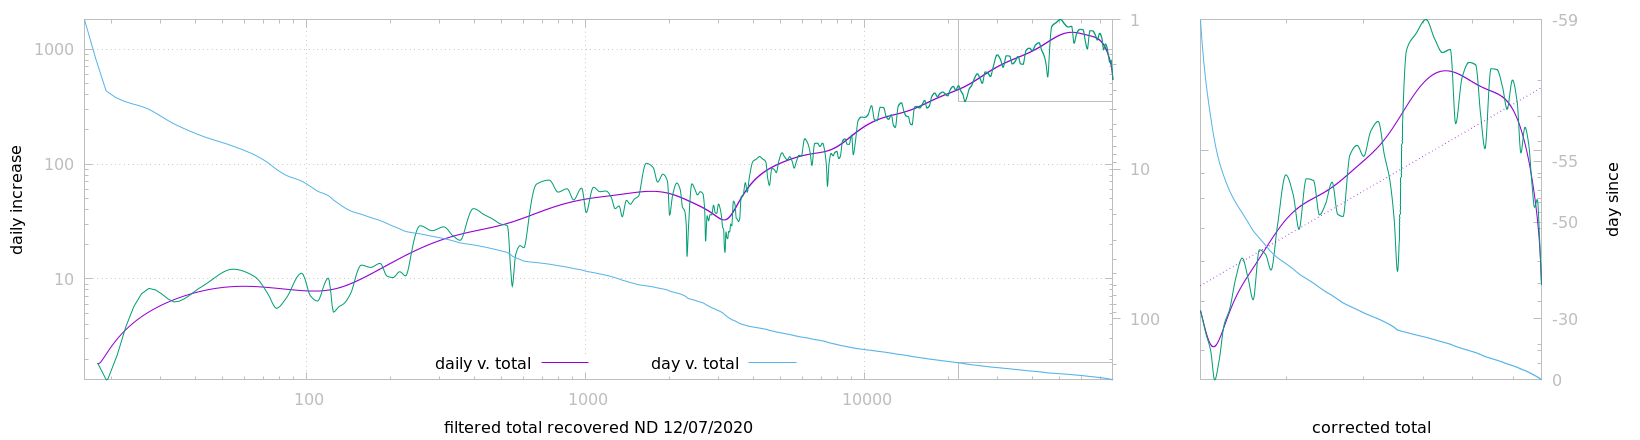 daily increase
1000
100
10
100
1000
10000
1
10
100
daily v. total
day v. total
filtered total recovered ND 12/07/2020
-59
-55
-50
-30
0
day since
corrected total